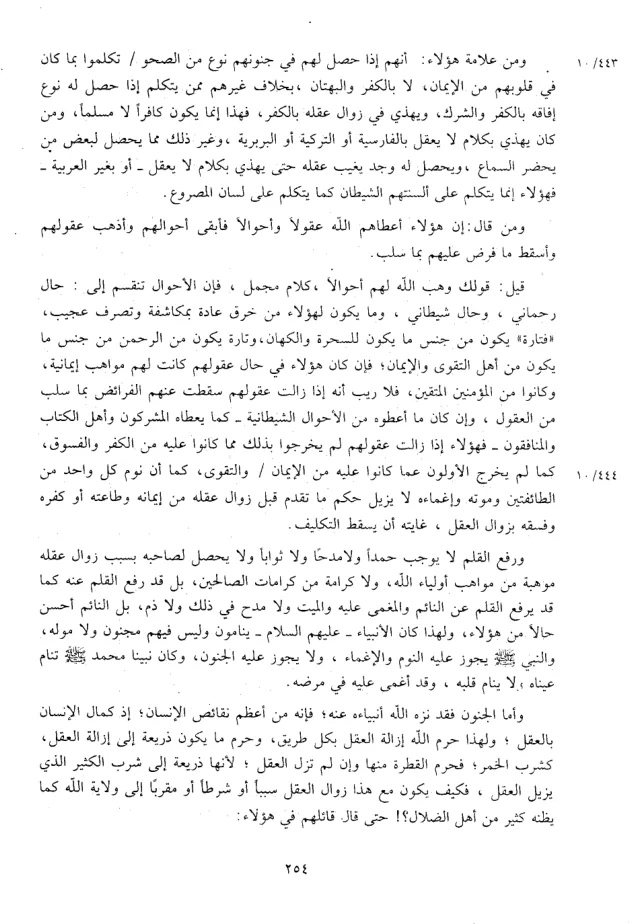 ١٠/٤٤٣ ومن علامة هؤلاء: أنهم إذا حصل لهم في جنونهم نوع من الصحو / تكلموا بما كان
في قلوبهم من الإيمان، لا بالكفر والبهتان، بخلاف غيرهم ممن يتكلم إذا حصل له نوع
إفاقه بالكفر والشرك، ويهذي في زوال عقله بالكفر، فهذا إنما يكون كافراً لا مسلماً، ومن
كان يهذي بكلام لا يعقل بالفارسية أو التركية أو البربرية، وغير ذلك مما يحصل لبعض من
يحضر السماع، ويحصل له وجد يغيب عقله حتى يهذي بكلام لا يعقل ـ أو بغير العربية ـ
فهؤلاء إنما يتكلم على ألسنتهم الشيطان كما يتكلم على لسان المصروع.
ومن قال: إن هؤلاء أعطاهم الله عقولاً وأحوالاً فأبقى أحوالهم وأذهب عقولهم
وأسقط ما فرض عليهم بما سلب.
قيل: قولك وهب الله لهم أحوالاً، كلام مجمل، فإن الأحوال تنقسم إلى: حال
رحماني، وحال شيطاني، وما يكون لهؤلاء من خرق عادة بمكاشفة وتصرف عجيب،
«فتارة» يكون من جنس ما يكون للسحرة والكهان، وتارة يكون من الرحمن من جنس ما
يكون من أهل التقوى والإيمان؛ فإن كان هؤلاء في حال عقولهم كانت لهم مواهب إيمانية،
وكانوا من المؤمنين المتقين، فلا ريب أنه إذا زالت عقولهم سقطت عنهم الفرائض بما سلب
من العقول، وإن كان ما أعطوه من الأحوال الشيطانية ـ كما يعطاه المشركون وأهل الكتاب
والمنافقون ـ فهؤلاء إذا زالت عقولهم لم يخرجوا بذلك مما كانوا عليه من الكفر والفسوق،
١٠/٤٤٤ كما لم يخرج الأولون عما كانوا عليه من الإيمان / والتقوى، كما أن نوم كل واحد من
الطائفتين وموته وإغماءه لا يزيل حكم ما تقدم قبل زوال عقله من إيمانه وطاعته أو كفره
وفسقه بزوال العقل، غايته أن يسقط التكليف.
ورفع القلم لا يوجب حمداً ولامدحًا ولا ثواباً ولا يحصل لصاحبه بسبب زوال عقله
موهبة من مواهب أولياء الله، ولا كرامة من كرامات الصالحين، بل قد رفع القلم عنه كما
قد يرفع القلم عن النائم والمغمى عليه والميت ولا مدح في ذلك ولا ذم، بل النائم أحسن
حالاً من هؤلاء، ولهذا كان الأنبياء ـ عليهم السلام ـ ينامون وليس فيهم مجنون ولا موله،
والنبي ﷺ يجوز عليه النوم والإغماء، ولا يجوز عليه الجنون، وكان نبينا محمد ﷺ تنام
عيناه ولا ينام قلبه، وقد أغمى عليه في مرضه.
وأما الجنون فقد نزه الله أنبياءه عنه؛ فإنه من أعظم نقائص الإنسان؛ إذ كمال الإنسان
بالعقل؛ ولهذا حرم الله إزالة العقل بكل طريق، وحرم ما يكون ذريعة إلى إزالة العقل،
كشرب الخمر؛ فحرم القطرة منها وإن لم تزل العقل؛ لأنها ذريعة إلى شرب الكثير الذي
يزيل العقل، فكيف يكون مع هذا زوال العقل سبباً أو شرطاً أو مقربًا إلى ولاية الله كما
يظنه كثير من أهل الضلال؟! حتى قال قائلهم في هؤلاء:
٢٥٤